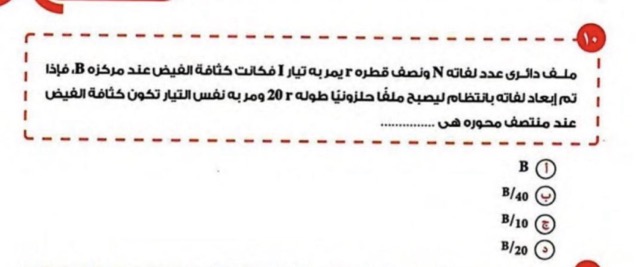 ١٠
ملف دائري عدد لفاته N ونصف قطره r يمر به تيار I فكانت كثافة الفيض عند مركزه B، فإذا
تم إبعاد لفاته بانتظام ليصبح ملفًا حلزونيًا طوله 20 r ومر به نفس التيار تكون كثافة الفيض
عند منتصف محوره هى ...............
أ B
ب B/40
ج B/10
د B/20